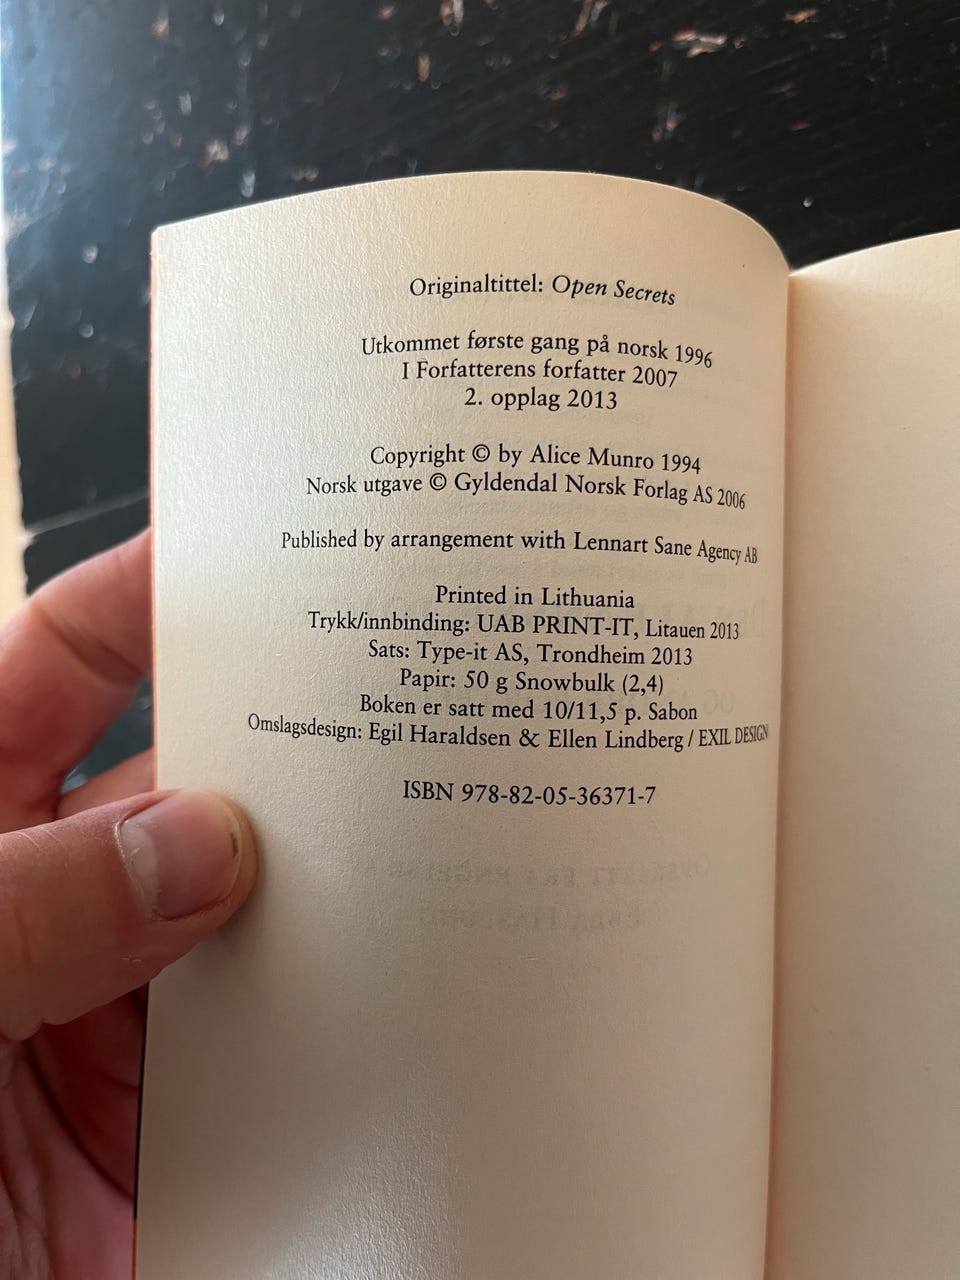 Originaltittel: Open Secrets
Utkommet første gang på norsk 1996
I Forfatterens forfatter 2007
2. opplag 2013
Copyright © by Alice Munro 1994
Norsk utgave © Gyldendal Norsk Forlag AS 2006
Published by arrangement with Lennart Sane Agency AB
Printed in Lithuania
Trykk/innbinding: UAB PRINT-IT, Litauen 2013
Sats: Type-it AS, Trondheim 2013
Papir: 50 g Snowbulk (2,4)
Boken er satt med 10/11,5 p. Sabon
Omslagsdesign: Egil Haraldsen & Ellen Lindberg / EXIL DESIGN
ISBN 978-82-05-36371-7